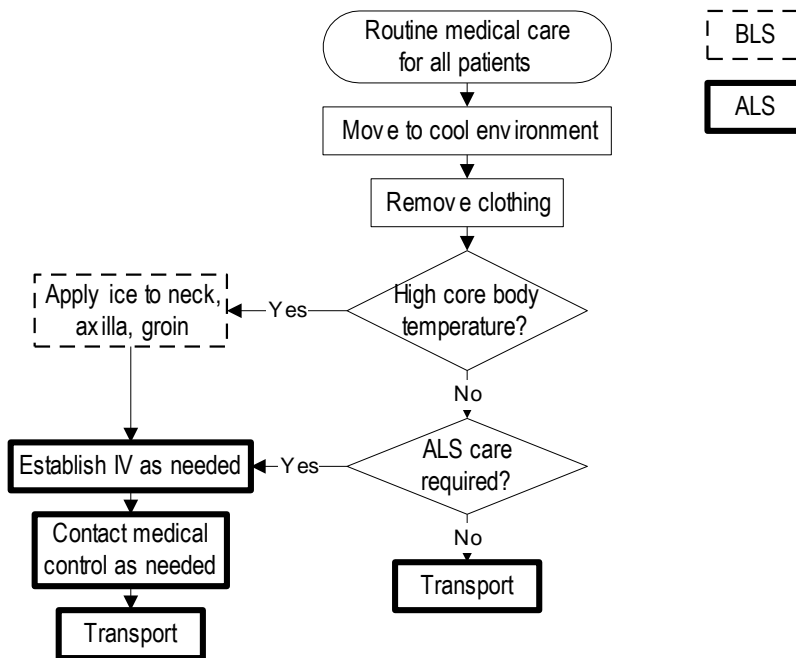 Routine medical care
for all patients
BLS
ALS
Move to cool environment
Remove clothing
High core body
temperature?
Yes
Apply ice to neck,
axilla, groin
No
ALS care
required?
Yes
Establish IV as needed
No
Contact medical
control as needed
Transport
Transport